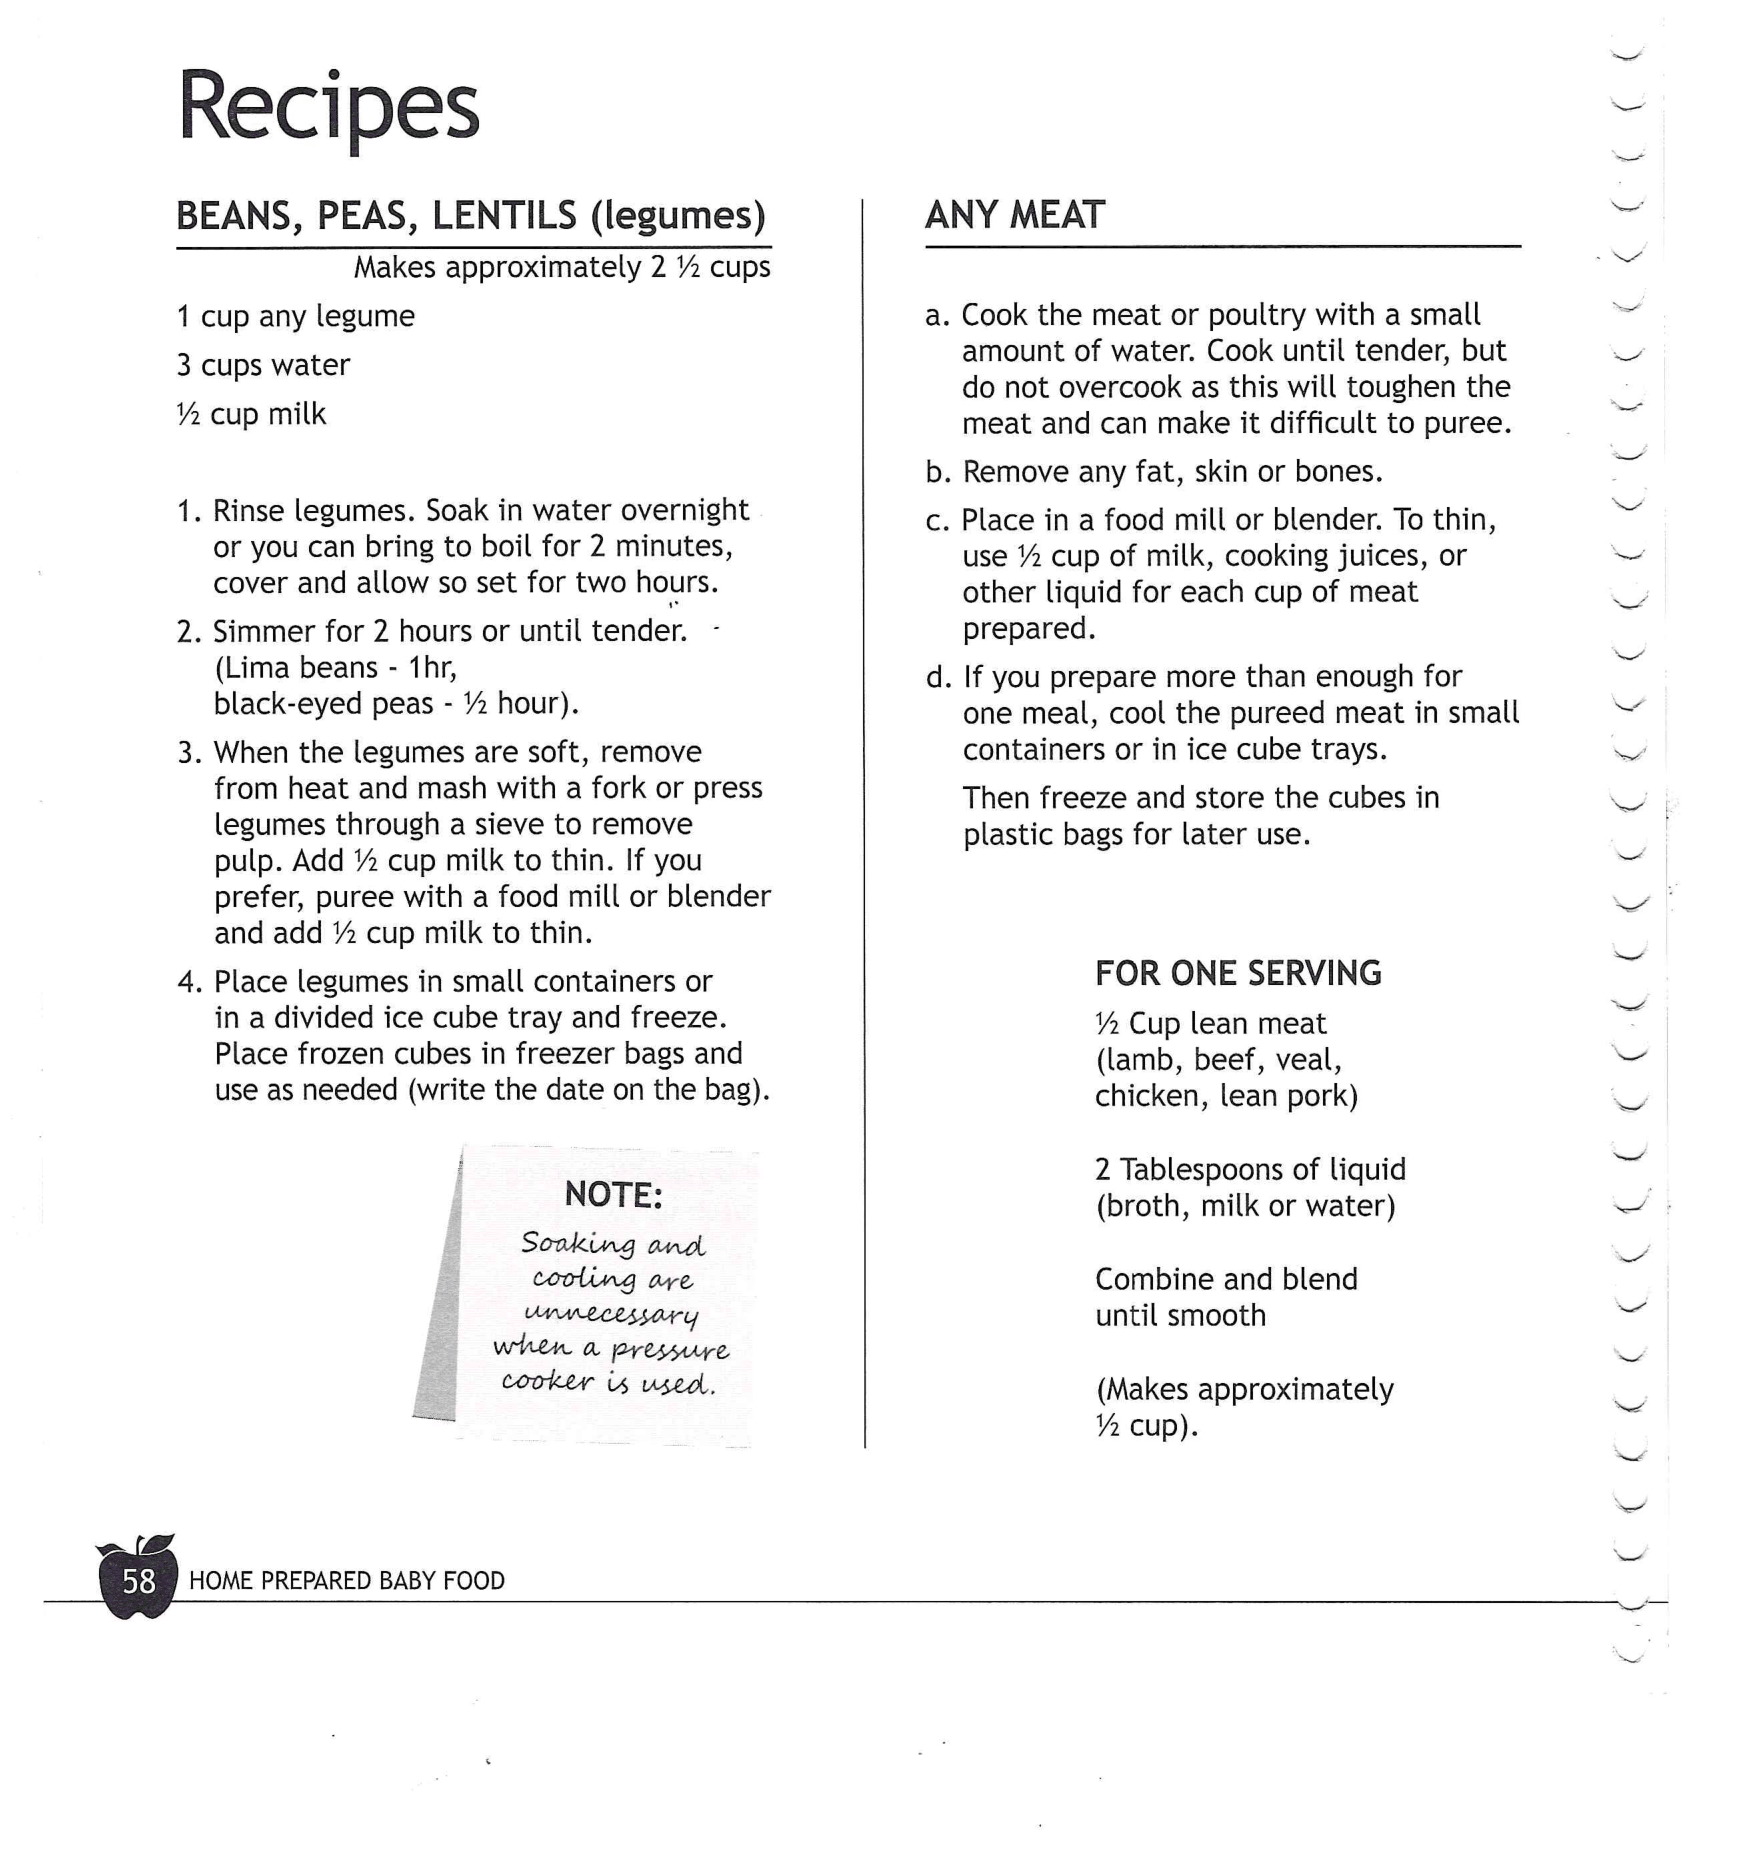 Recipes
BEANS, PEAS, LENTILS (legumes)
Makes approximately 2 ½ cups
1 cup any legume
3 cups water
½ cup milk
1. Rinse legumes. Soak in water overnight
or you can bring to boil for 2 minutes,
cover and allow so set for two hours.
2. Simmer for 2 hours or until tender.
(Lima beans - 1hr,
black-eyed peas - ½ hour).
3. When the legumes are soft, remove
from heat and mash with a fork or press
legumes through a sieve to remove
pulp. Add ½ cup milk to thin. If you
prefer, puree with a food mill or blender
and add ½ cup milk to thin.
4. Place legumes in small containers or
in a divided ice cube tray and freeze.
Place frozen cubes in freezer bags and
use as needed (write the date on the bag).
NOTE:
Soaking and
cooling are
unnecessary
when a pressure
cooker is used.
ANY MEAT
a. Cook the meat or poultry with a small
amount of water. Cook until tender, but
do not overcook as this will toughen the
meat and can make it difficult to puree.
b. Remove any fat, skin or bones.
c. Place in a food mill or blender. To thin,
use ½ cup of milk, cooking juices, or
other liquid for each cup of meat
prepared.
d. If you prepare more than enough for
one meal, cool the pureed meat in small
containers or in ice cube trays.
Then freeze and store the cubes in
plastic bags for later use.
FOR ONE SERVING
½ Cup lean meat
(lamb, beef, veal,
chicken, lean pork)
2 Tablespoons of liquid
(broth, milk or water)
Combine and blend
until smooth
(Makes approximately
½ cup).
58 HOME PREPARED BABY FOOD